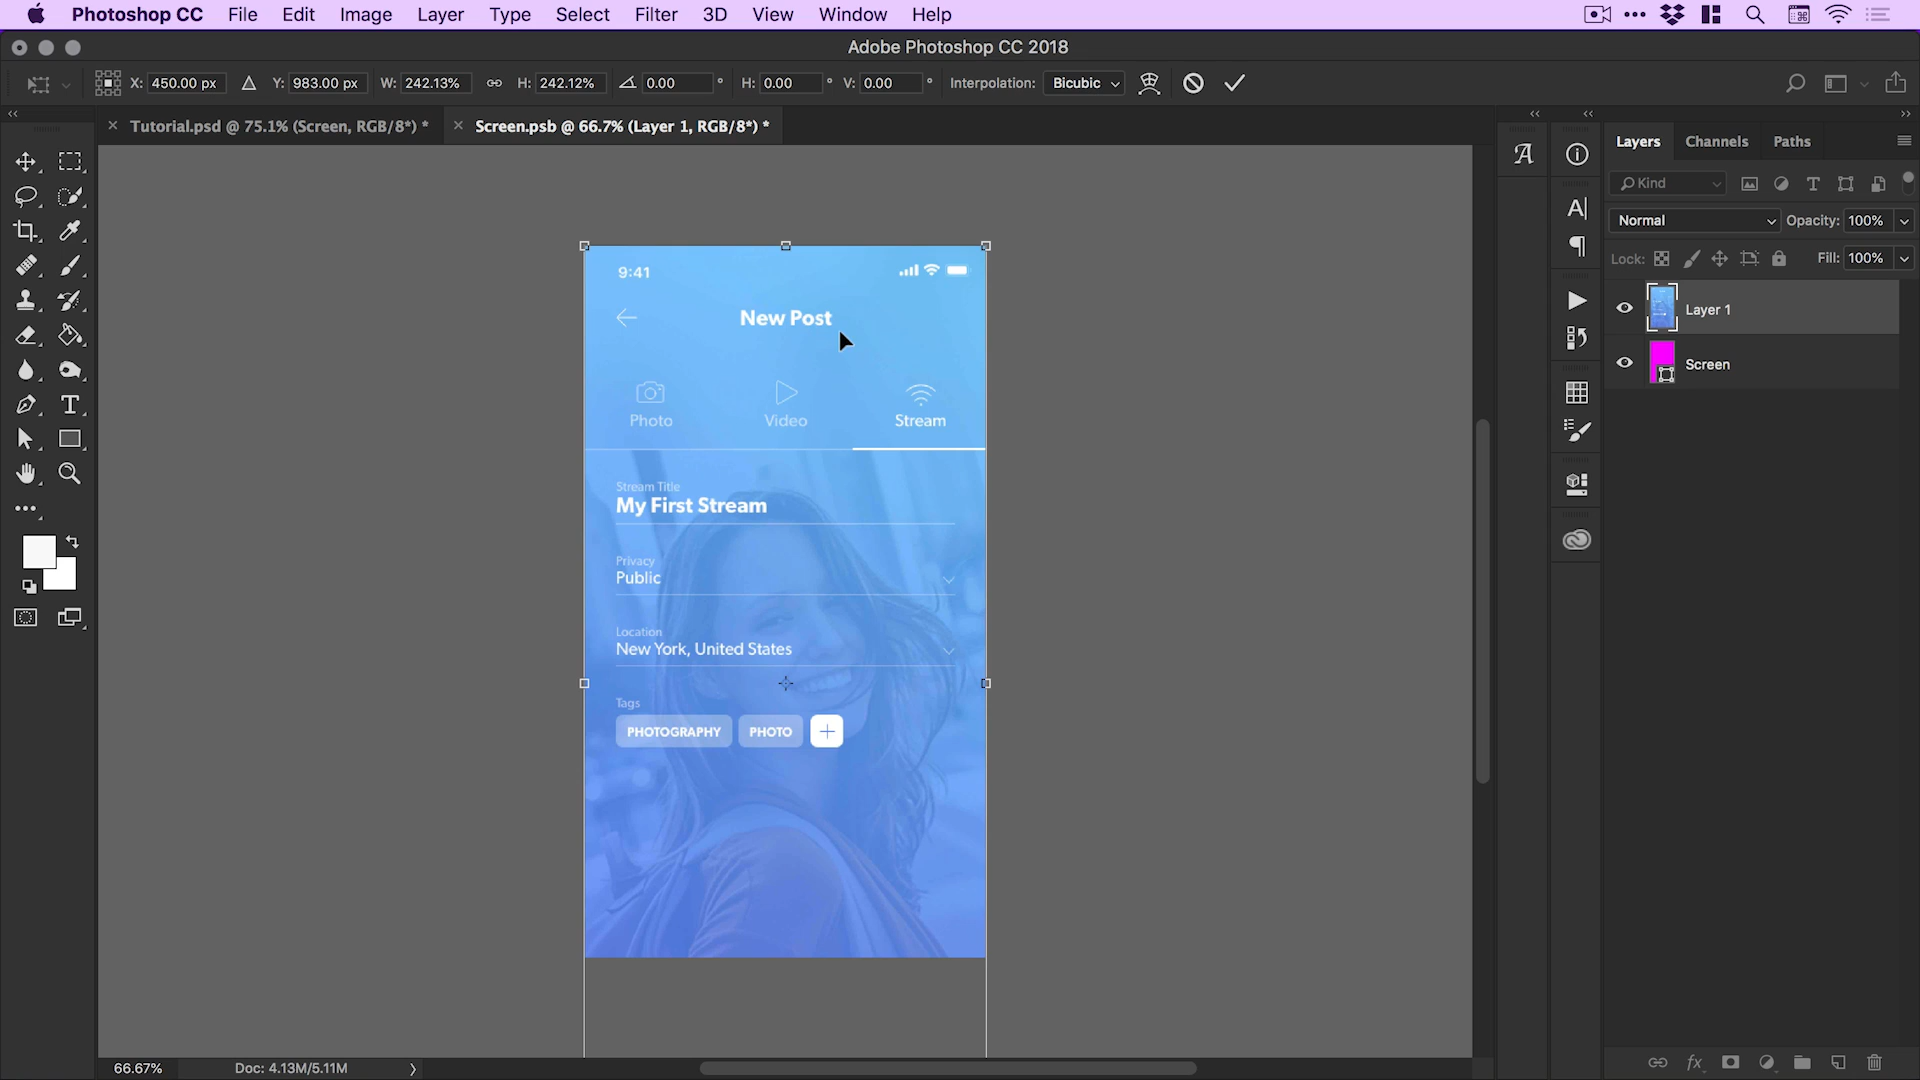 Photoshop CC File Edit Image Layer Type Select Filter 3D View Window Help
Adobe Photoshop CC 2018
X: 450.00 px Y: 983.00 px W: 242.13% H: 242.12% 0.00 ° H: 0.00 ° V: 0.00 ° Interpolation: Bicubic
Tutorial.psd @ 75.1% (Screen, RGB/8*) *
Screen.psb @ 66.7% (Layer 1, RGB/8*) *
Layers Channels Paths
Kind
Normal Opacity: 100%
Lock: Fill: 100%
Layer 1
Screen
9:41
New Post
Photo Video Stream
Stream Title
My First Stream
Privacy
Public
Location
New York, United States
Tags
PHOTOGRAPHY PHOTO
66.67% Doc: 4.13M/5.11M